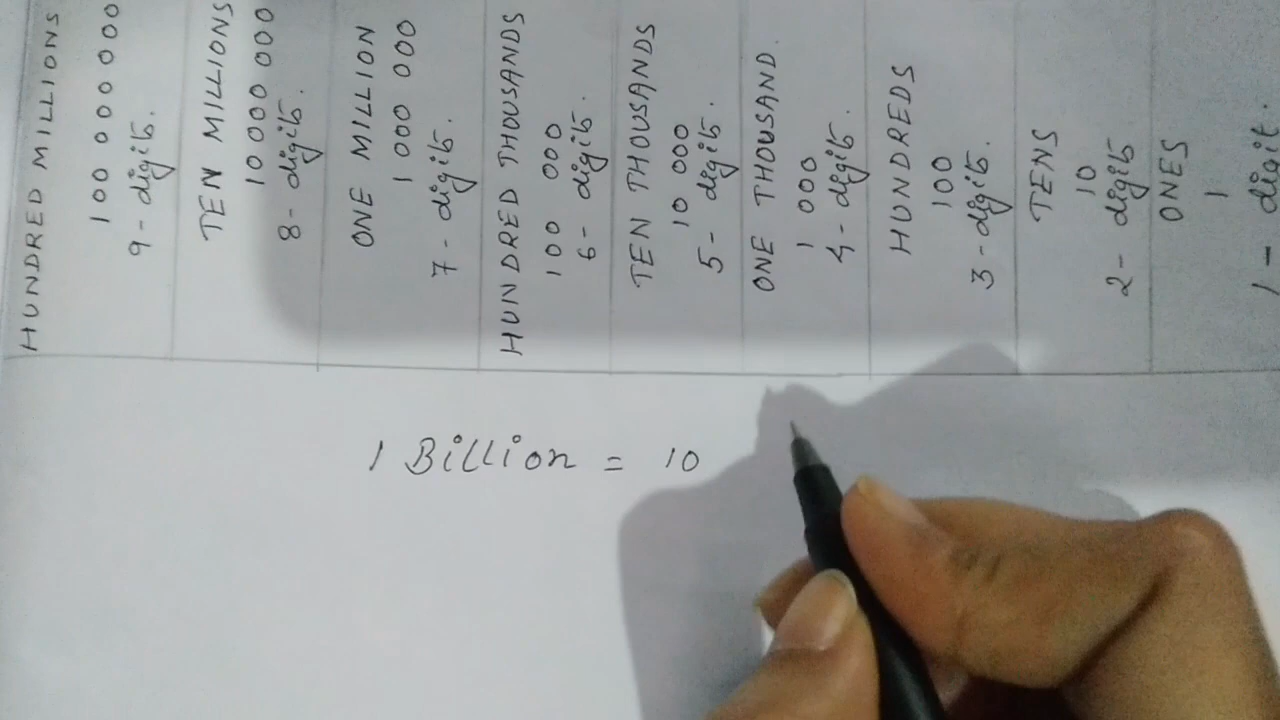 HUNDRED MILLIONS
100 000 000
9 - digits.
TEN MILLIONS
10 000 000
8 - digits.
ONE MILLION
1 000 000
7 - digits.
HUNDRED THOUSANDS
100 000
6 - digits.
TEN THOUSANDS
10 000
5 - digits.
ONE THOUSAND.
1 000
4 - digits.
HUNDREDS
100
3 - digits.
TENS
10
2 - digits
ONES
1
1 - digit.
1 Billion = 10